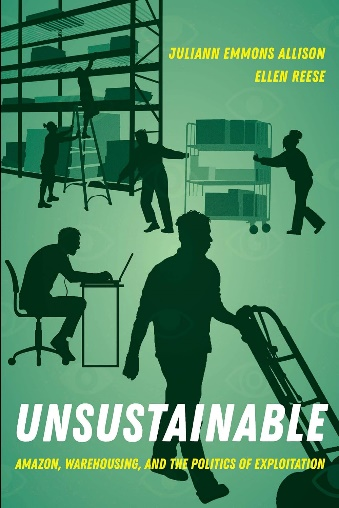 JULIANN EMMONS ALLISON
ELLEN REESE
UNSUSTAINABLE
AMAZON, WAREHOUSING, AND THE POLITICS OF EXPLOITATION